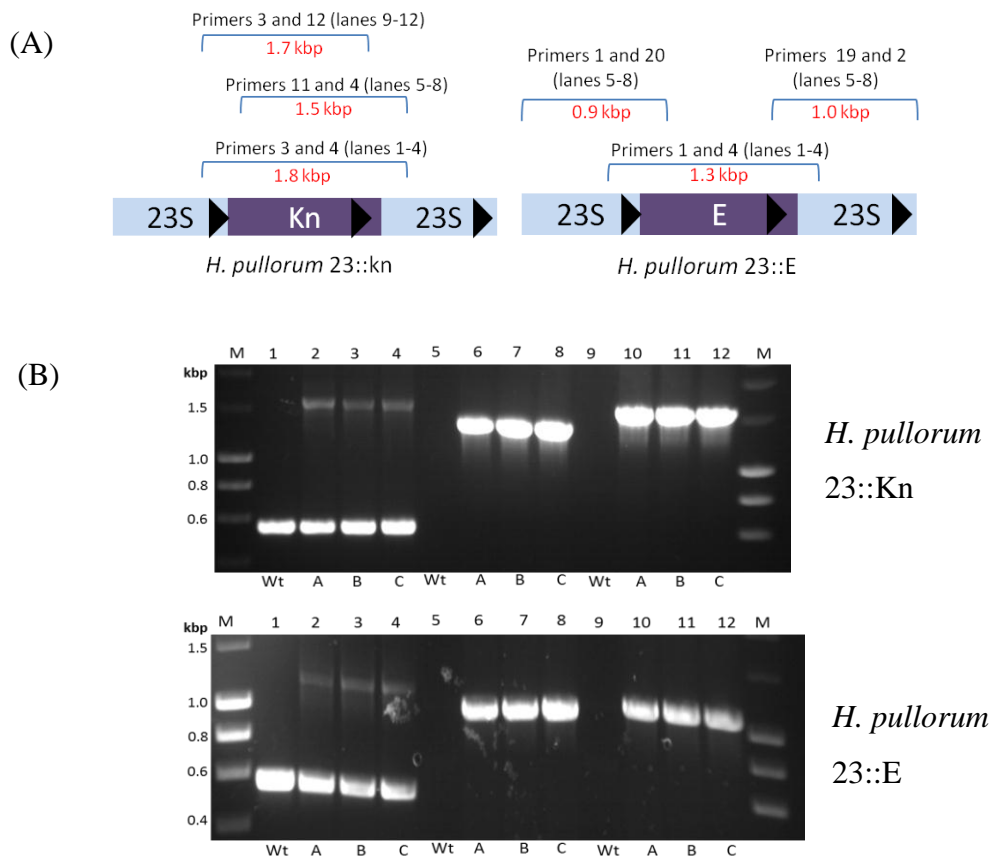 (A)
Primers 3 and 12 (lanes 9-12)
1.7 kbp
Primers 11 and 4 (lanes 5-8)
1.5 kbp
Primers 3 and 4 (lanes 1-4)
1.8 kbp
23S Kn 23S
H. pullorum 23::kn
Primers 1 and 20
(lanes 5-8)
0.9 kbp
Primers 19 and 2
(lanes 5-8)
1.0 kbp
Primers 1 and 4 (lanes 1-4)
1.3 kbp
23S E 23S
H. pullorum 23::E
(B)
M 1 2 3 4 5 6 7 8 9 10 11 12 M
kbp
1.5
1.0
0.8
0.6
Wt A B C Wt A B C Wt A B C
H. pullorum
23::Kn
M 1 2 3 4 5 6 7 8 9 10 11 12 M
kbp
1.5
1.0
0.8
0.6
0.4
Wt A B C Wt A B C Wt A B C
H. pullorum
23::E